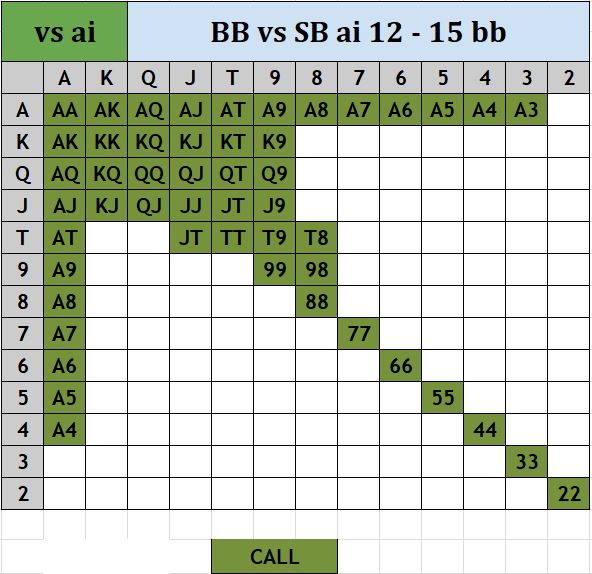 vs ai BB vs SB ai 12 - 15 bb
A K Q J T 9 8 7 6 5 4 3 2
A AA AK AQ AJ AT A9 A8 A7 A6 A5 A4 A3
K AK KK KQ KJ KT K9
Q AQ KQ QQ QJ QT Q9
J AJ KJ QJ JJ JT J9
T AT JT TT T9 T8
9 A9 99 98
8 A8 88
7 A7 77
6 A6 66
5 A5 55
4 A4 44
3 33
2 22
CALL